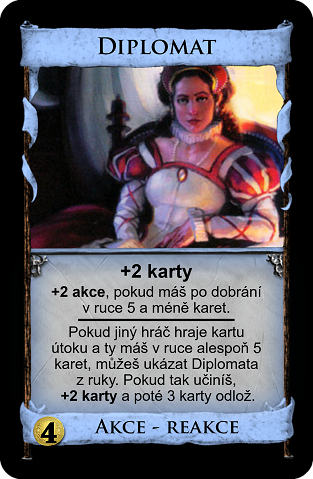 DIPLOMAT
+2 karty
+2 akce, pokud máš po dobrání
v ruce 5 a méně karet.
Pokud jiný hráč hraje kartu
útoku a ty máš v ruce alespoň 5
karet, můžeš ukázat Diplomata
z ruky. Pokud tak učiníš,
+2 karty a poté 3 karty odlož.
4
AKCE - REAKCE